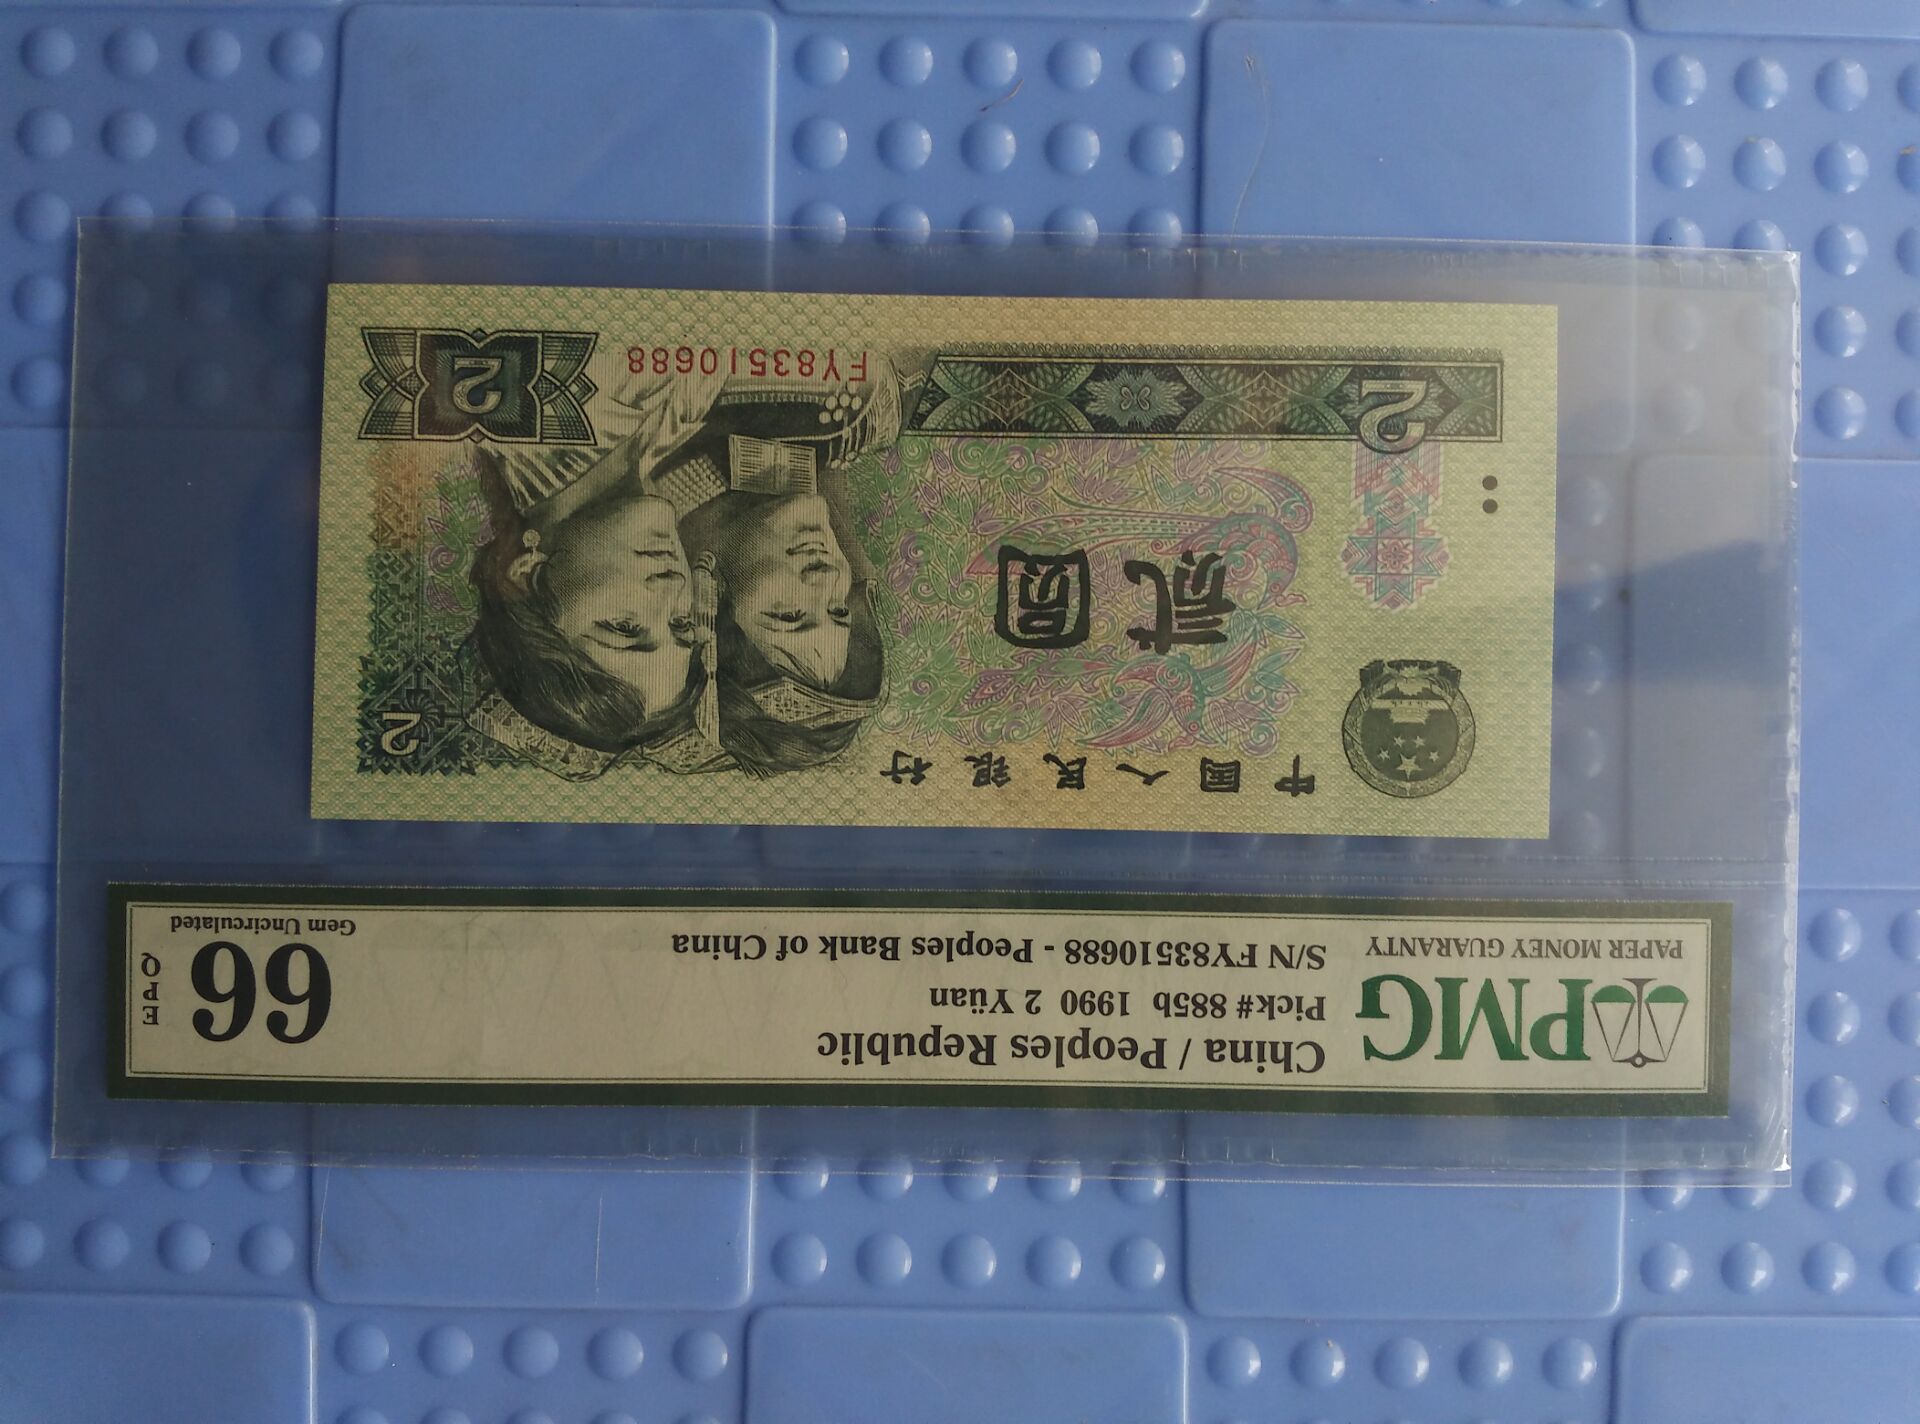 PMG
PAPER MONEY GUARANTY
China / Peoples Republic
Pick# 885b 1990 2 Yüan
S/N FY83510688 - Peoples Bank of China
66
EPQ
Gem Uncirculated
中国人民银行
2
贰圆
2
FY83510688
2